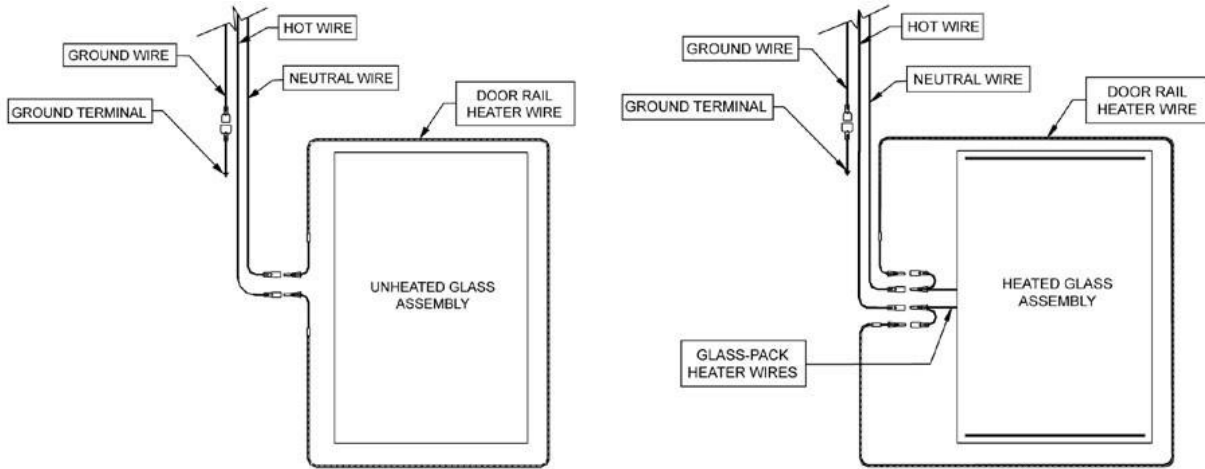 HOT WIRE
GROUND WIRE
NEUTRAL WIRE
GROUND TERMINAL
DOOR RAIL
HEATER WIRE
UNHEATED GLASS
ASSEMBLY
HOT WIRE
GROUND WIRE
NEUTRAL WIRE
GROUND TERMINAL
DOOR RAIL
HEATER WIRE
HEATED GLASS
ASSEMBLY
GLASS-PACK
HEATER WIRES